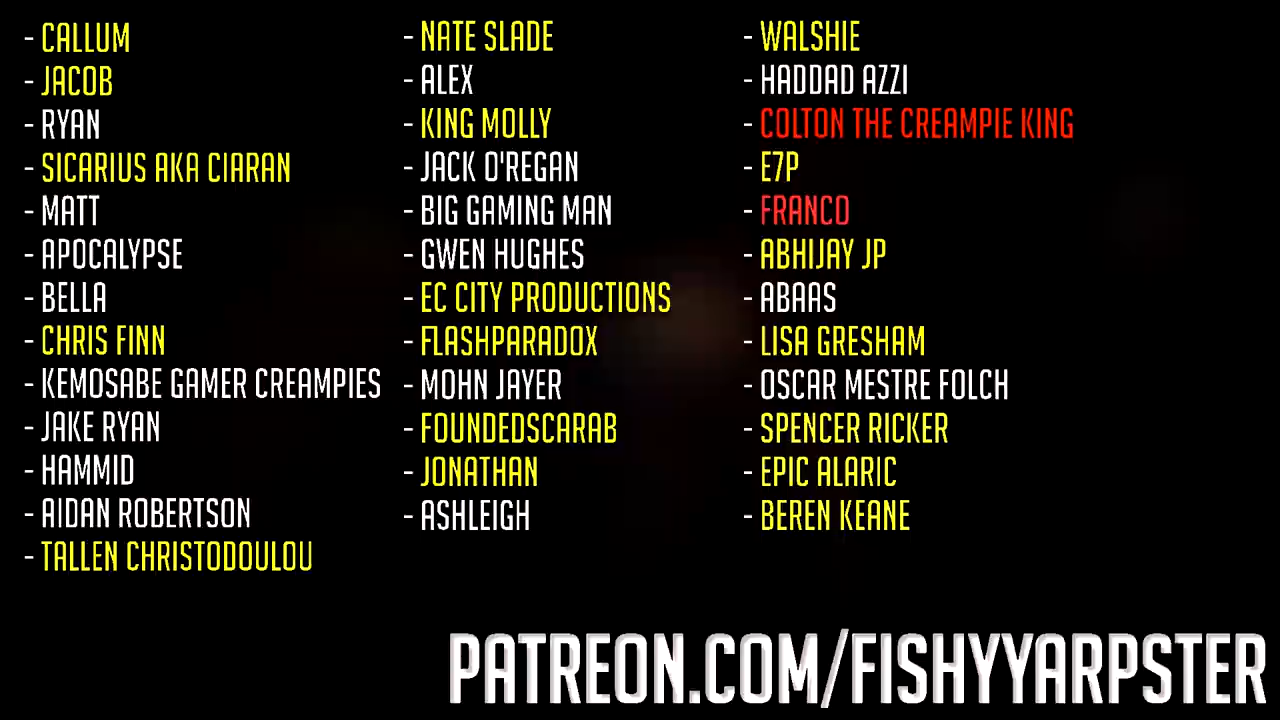 - CALLUM
- JACOB
- RYAN
- SICARIUS AKA CIARAN
- MATT
- APOCALYPSE
- BELLA
- CHRIS FINN
- KEMOSABE GAMER CREAMPIES
- JAKE RYAN
- HAMMID
- AIDAN ROBERTSON
- TALLEN CHRISTODOULOU
- NATE SLADE
- ALEX
- KING MOLLY
- JACK O'REGAN
- BIG GAMING MAN
- GWEN HUGHES
- EC CITY PRODUCTIONS
- FLASHPARADOX
- MOHN JAYER
- FOUNDEDSCARAB
- JONATHAN
- ASHLEIGH
- WALSHIE
- HADDAD AZZI
- COLTON THE CREAMPIE KING
- E7P
- FRANCO
- ABHIJAY JP
- ABAAS
- LISA GRESHAM
- OSCAR MESTRE FOLCH
- SPENCER RICKER
- EPIC ALARIC
- BEREN KEANE
PATREON.COM/FISHYYARPSTER